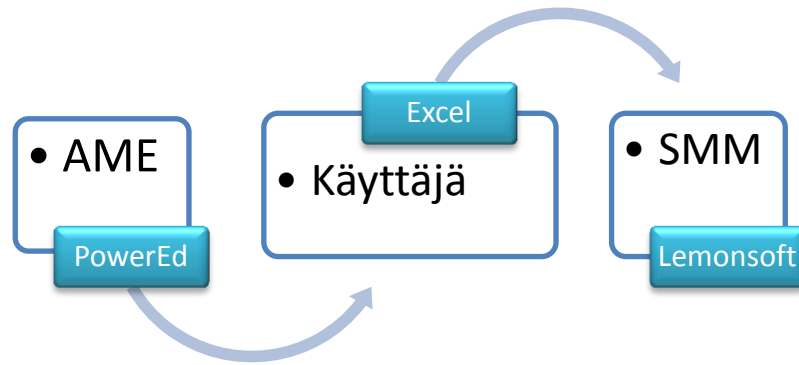 • AME
PowerEd
Excel
• Käyttäjä
• SMM
Lemonsoft